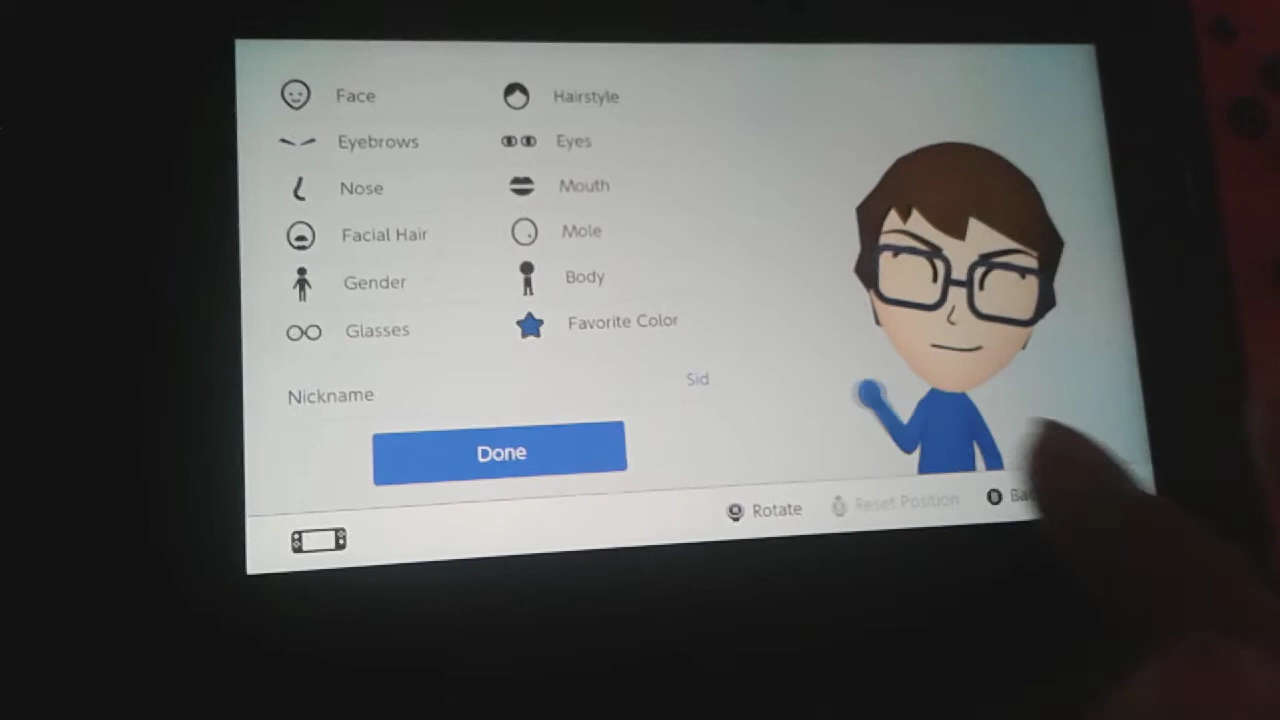 Face
Hairstyle
Eyebrows
Eyes
Nose
Mouth
Facial Hair
Mole
Gender
Body
Glasses
Favorite Color
Nickname
Sid
Done
Rotate
Reset Position